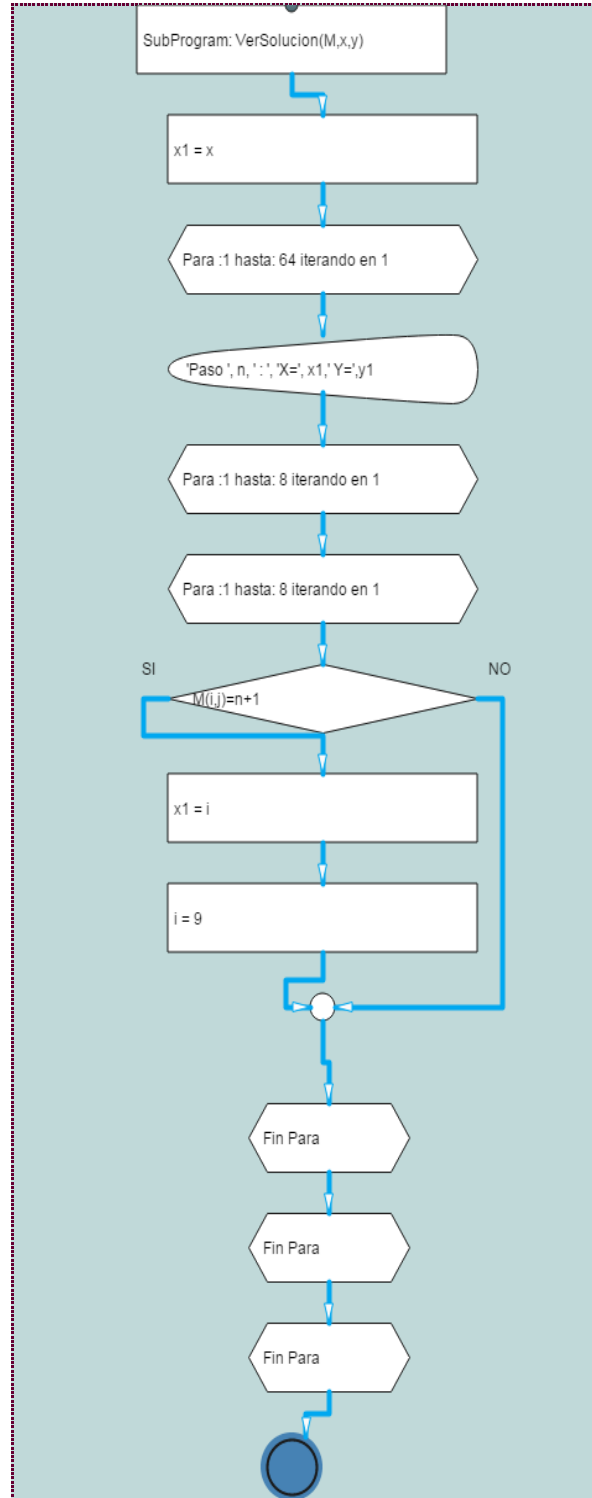 SubProgram: VerSolucion(M,x,y)
x1 = x
Para :1 hasta: 64 iterando en 1
'Paso ', n, ' : ', 'X=', x1,' Y=',y1
Para :1 hasta: 8 iterando en 1
Para :1 hasta: 8 iterando en 1
SI
NO
M(i,j)=n+1
x1 = i
i = 9
Fin Para
Fin Para
Fin Para